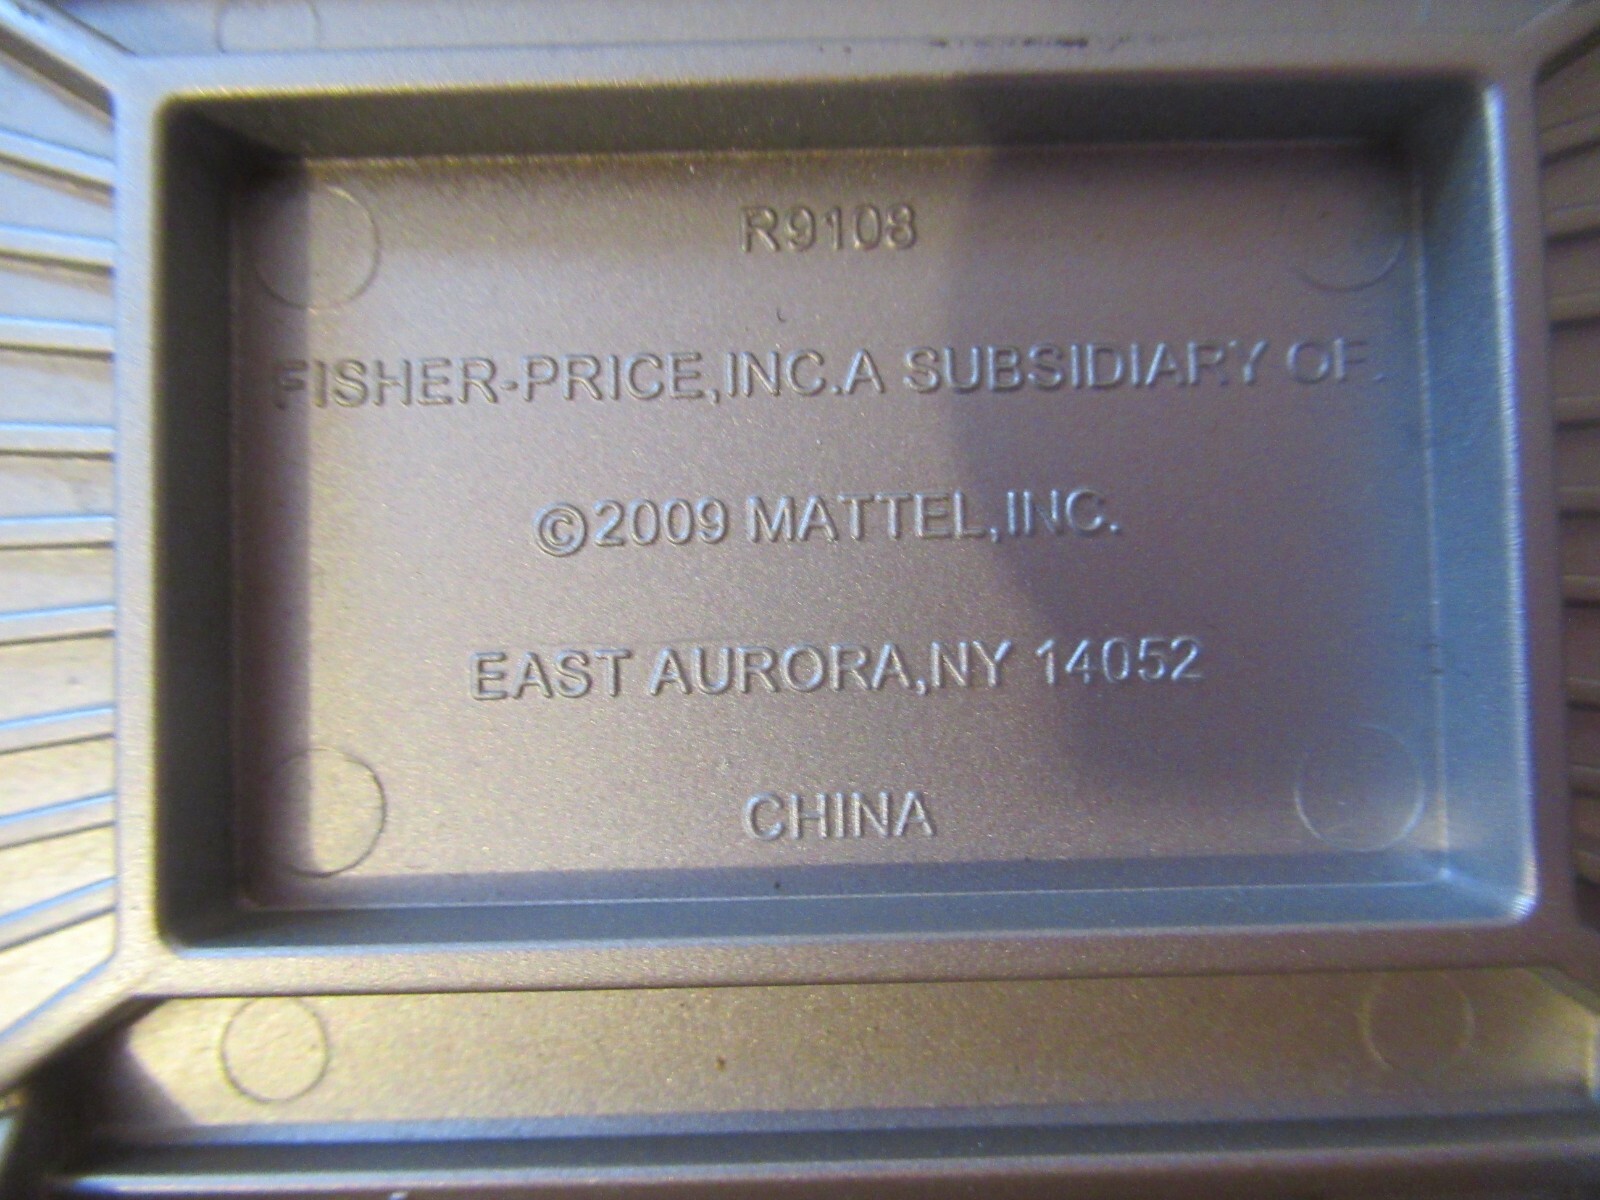 R9108
FISHER-PRICE,INC.A SUBSIDIARY OF.
©2009 MATTEL,INC.
EAST AURORA,NY 14052
CHINA